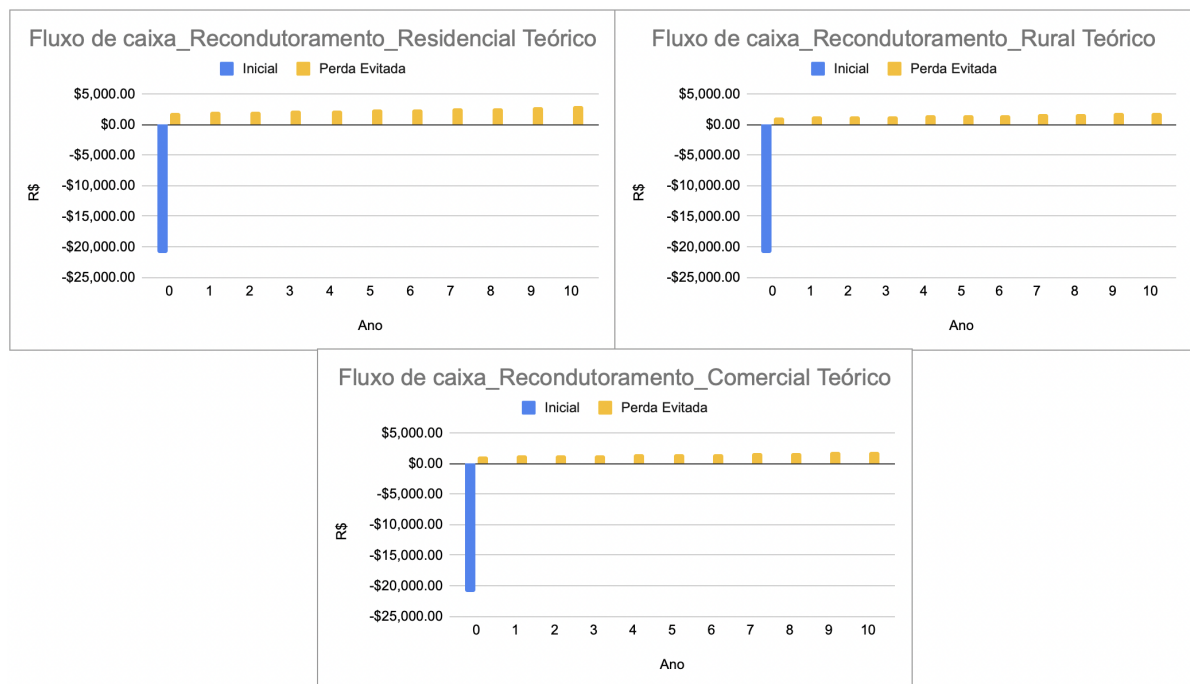 Fluxo de caixa_Recondutoramento_Residencial Teórico
Inicial Perda Evitada
$5,000.00
$0.00
-$5,000.00
-$10,000.00
-$15,000.00
-$20,000.00
-$25,000.00
R$
0 1 2 3 4 5 6 7 8 9 10
Ano
Fluxo de caixa_Recondutoramento_Rural Teórico
Inicial Perda Evitada
$5,000.00
$0.00
-$5,000.00
-$10,000.00
-$15,000.00
-$20,000.00
-$25,000.00
R$
0 1 2 3 4 5 6 7 8 9 10
Ano
Fluxo de caixa_Recondutoramento_Comercial Teórico
Inicial Perda Evitada
$5,000.00
$0.00
-$5,000.00
-$10,000.00
-$15,000.00
-$20,000.00
-$25,000.00
R$
0 1 2 3 4 5 6 7 8 9 10
Ano